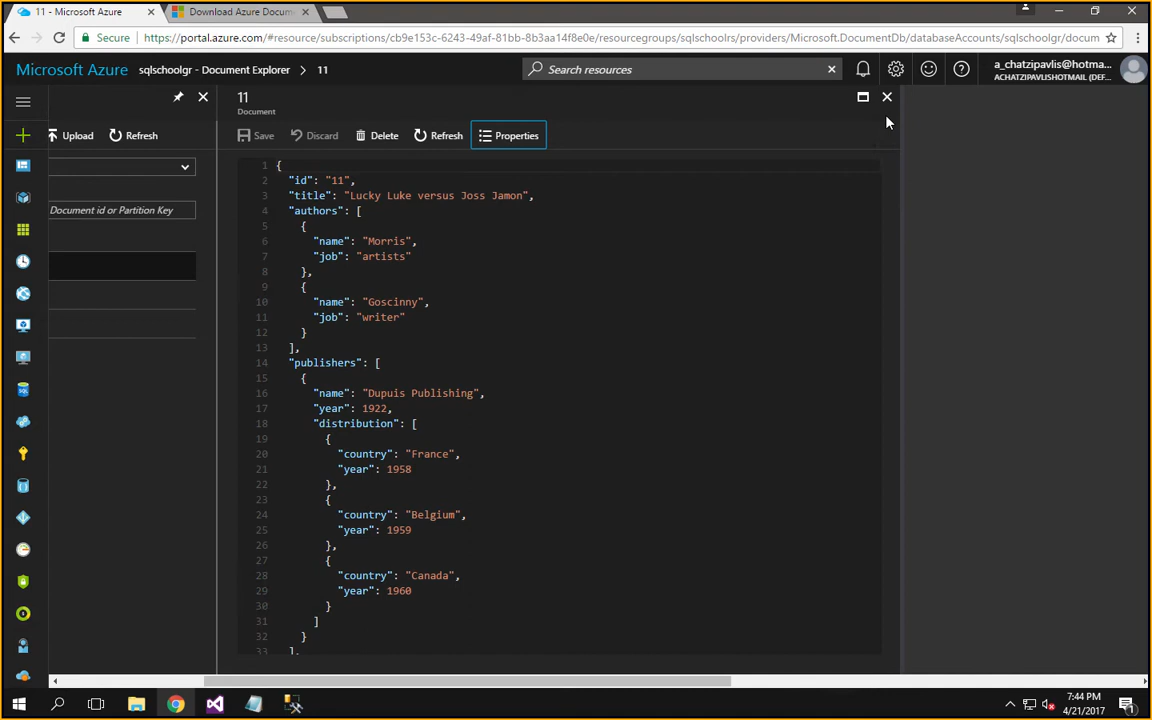 11 - Microsoft Azure
Download Azure Docum
Secure
https://portal.azure.com/#resource/subscriptions/cb9e153c-6243-49af-81bb-8b3aa14f8e0e/resourcegroups/sqlschoolrs/providers/Microsoft.DocumentDb/databaseAccounts/sqlschoolgr/docum
Microsoft Azure sqlschoolgr - Document Explorer > 11
Search resources
a_chatzipavlis@hotma...
ACHATZIPAVLISHOTMAIL (DEF...
11
Document
Upload Refresh
Save Discard Delete Refresh Properties
Document id or Partition Key
1 {
2 "id": "11",
3 "title": "Lucky Luke versus Joss Jamon",
4 "authors": [
5 {
6 "name": "Morris",
7 "job": "artists"
8 },
9 {
10 "name": "Goscinny",
11 "job": "writer"
12 }
13 ],
14 "publishers": [
15 {
16 "name": "Dupuis Publishing",
17 "year": 1922,
18 "distribution": [
19 {
20 "country": "France",
21 "year": 1958
22 },
23 {
24 "country": "Belgium",
25 "year": 1959
26 },
27 {
28 "country": "Canada",
29 "year": 1960
30 }
31 ]
32 }
33 ],
SQL
7:44 PM
4/21/2017
1